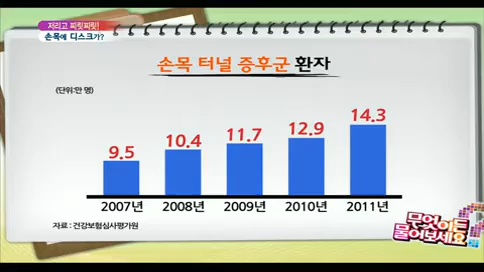 저리고 찌릿찌릿!
손목에 디스크가?
손목 터널 증후군 환자
(단위:만 명)
9.5
10.4
11.7
12.9
14.3
2007년
2008년
2009년
2010년
2011년
자료 : 건강보험심사평가원
무엇이든
물어보세요